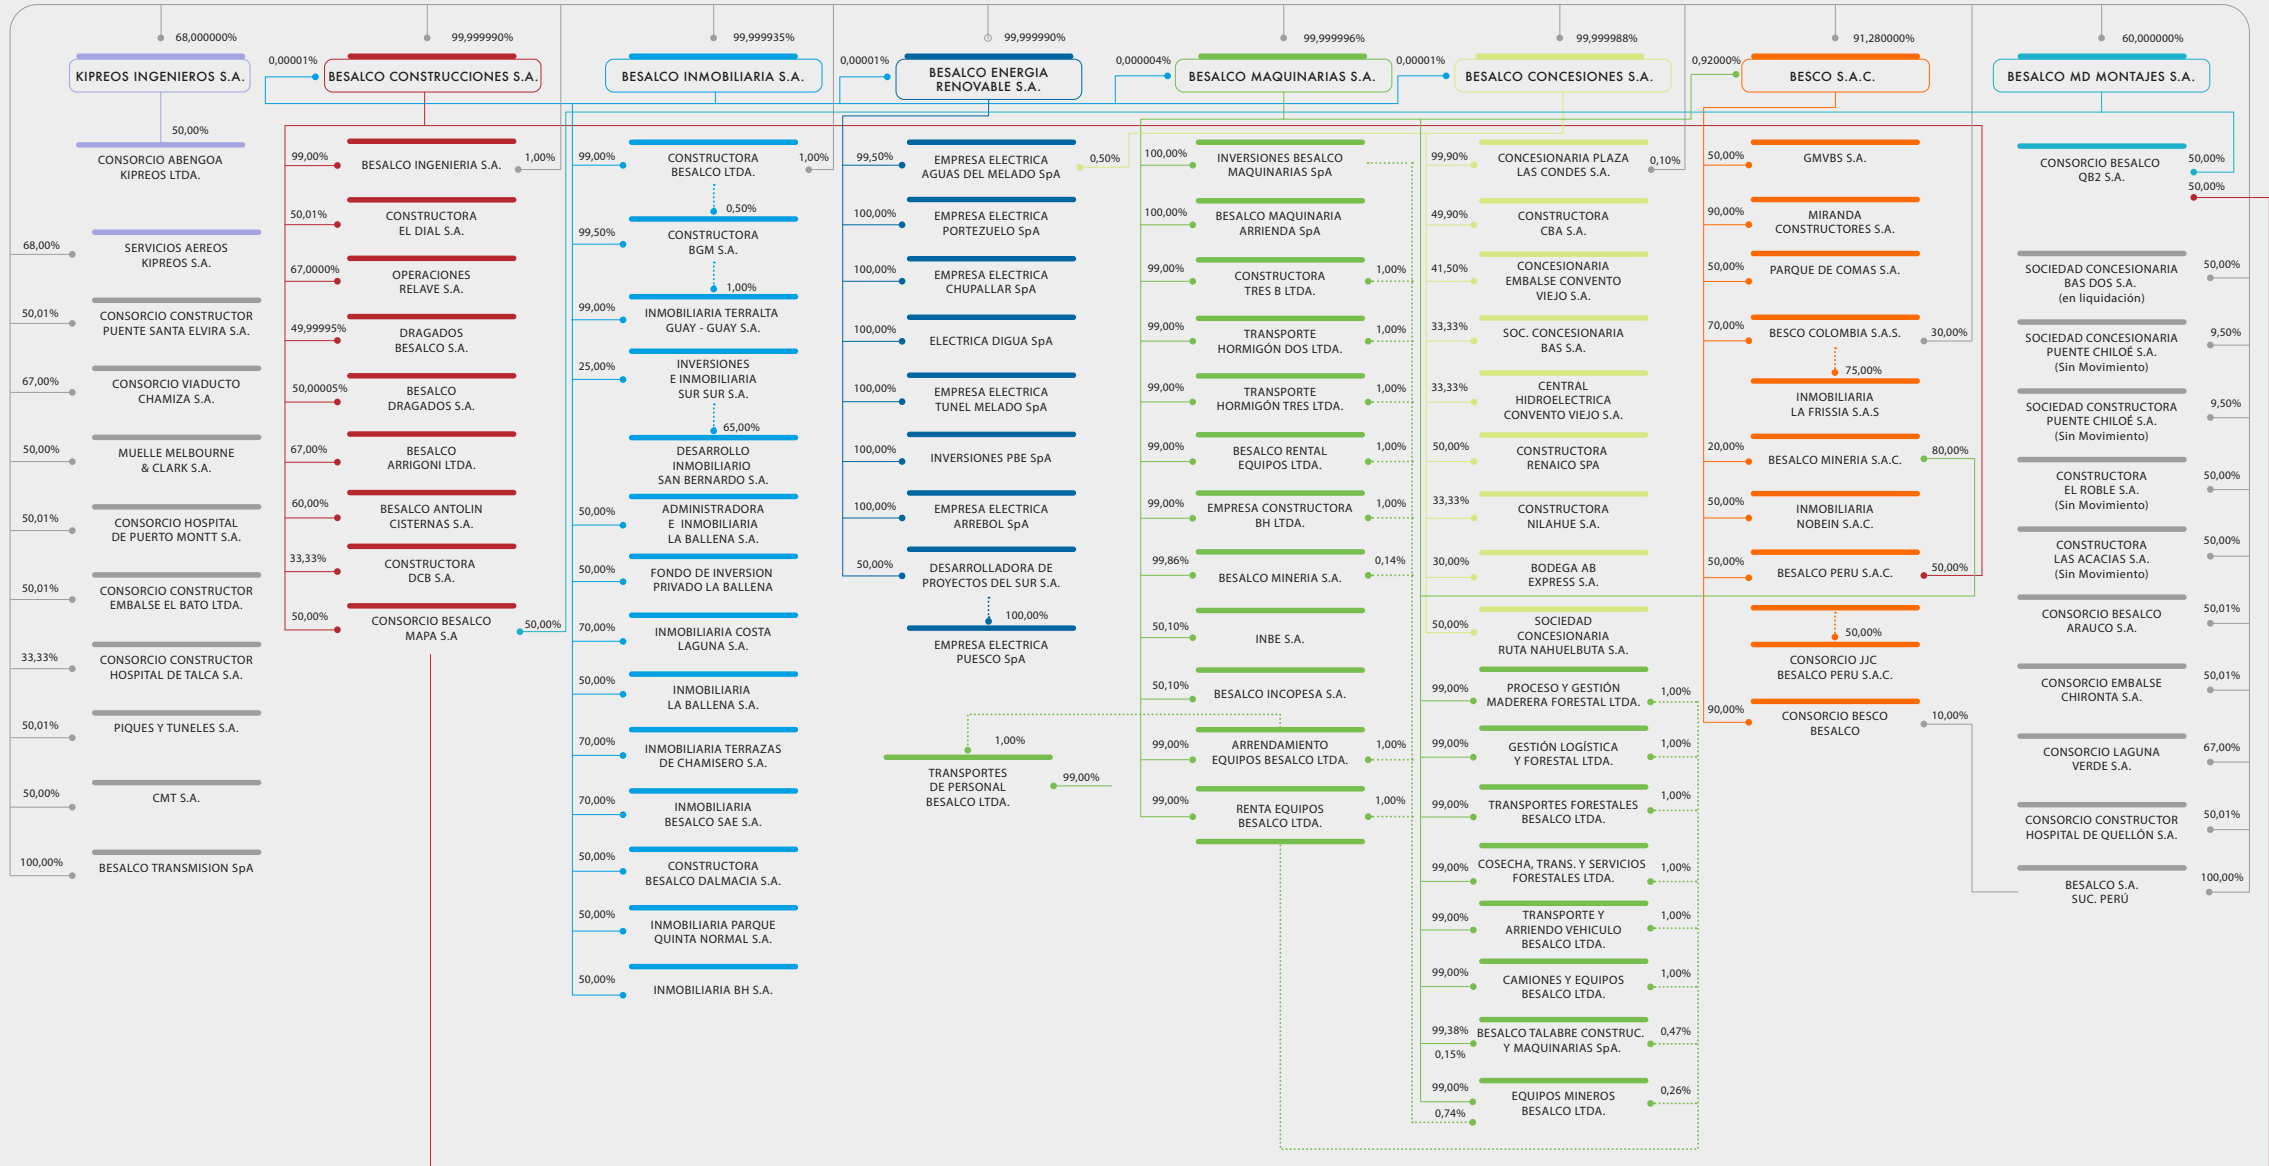 68,000000%
KIPREOS INGENIEROS S.A.
50,00%
CONSORCIO ABENGOA
KIPREOS LTDA.
68,00%
SERVICIOS AEREOS
KIPREOS S.A.
50,01%
CONSORCIO CONSTRUCTOR
PUENTE SANTA ELVIRA S.A.
67,00%
CONSORCIO VIADUCTO
CHAMIZA S.A.
50,00%
MUELLE MELBOURNE
& CLARK S.A.
50,01%
CONSORCIO HOSPITAL
DE PUERTO MONTT S.A.
50,01%
CONSORCIO CONSTRUCTOR
EMBALSE EL BATO LTDA.
33,33%
CONSORCIO CONSTRUCTOR
HOSPITAL DE TALCA S.A.
50,01%
PIQUES Y TUNELES S.A.
50,00%
CMT S.A.
100,00%
BESALCO TRANSMISION SpA
99,999990%
0,00001%
BESALCO CONSTRUCCIONES S.A.
99,00%
BESALCO INGENIERIA S.A.
1,00%
50,01%
CONSTRUCTORA
EL DIAL S.A.
67,0000%
OPERACIONES
RELAVE S.A.
49,99995%
DRAGADOS
BESALCO S.A.
50,00005%
BESALCO
DRAGADOS S.A.
67,00%
BESALCO
ARRIGONI LTDA.
60,00%
BESALCO ANTOLIN
CISTERNAS S.A.
33,33%
CONSTRUCTORA
DCB S.A.
50,00%
CONSORCIO BESALCO
MAPA S.A
50,00%
99,999935%
BESALCO INMOBILIARIA S.A.
99,00%
CONSTRUCTORA
BESALCO LTDA.
1,00%
0,50%
99,50%
CONSTRUCTORA
BGM S.A.
1,00%
99,00%
INMOBILIARIA TERRALTA
GUAY - GUAY S.A.
25,00%
INVERSIONES
E INMOBILIARIA
SUR SUR S.A.
65,00%
DESARROLLO
INMOBILIARIO
SAN BERNARDO S.A.
50,00%
ADMINISTRADORA
E  INMOBILIARIA
LA BALLENA S.A.
50,00%
FONDO DE INVERSION
PRIVADO LA BALLENA
70,00%
INMOBILIARIA COSTA
LAGUNA S.A.
50,00%
INMOBILIARIA
LA BALLENA S.A.
70,00%
INMOBILIARIA TERRAZAS
DE CHAMISERO S.A.
70,00%
INMOBILIARIA
BESALCO SAE S.A.
50,00%
CONSTRUCTORA
BESALCO DALMACIA S.A.
50,00%
INMOBILIARIA PARQUE
QUINTA NORMAL S.A.
50,00%
INMOBILIARIA BH S.A.
99,999990%
0,00001%
BESALCO ENERGIA
RENOVABLE S.A.
99,50%
EMPRESA ELECTRICA
AGUAS DEL MELADO SpA
0,50%
100,00%
EMPRESA ELECTRICA
PORTEZUELO SpA
100,00%
EMPRESA ELECTRICA
CHUPALLAR SpA
100,00%
ELECTRICA DIGUA SpA
100,00%
EMPRESA ELECTRICA
TUNEL MELADO SpA
100,00%
INVERSIONES PBE SpA
100,00%
EMPRESA ELECTRICA
ARREBOL SpA
50,00%
DESARROLLADORA DE
PROYECTOS DEL SUR S.A.
100,00%
EMPRESA ELECTRICA
PUESCO SpA
1,00%
TRANSPORTES
DE PERSONAL
BESALCO LTDA.
99,00%
99,999996%
0,000004%
BESALCO MAQUINARIAS S.A.
100,00%
INVERSIONES BESALCO
MAQUINARIAS SpA
100,00%
BESALCO MAQUINARIA
ARRIENDA SpA
99,00%
CONSTRUCTORA
TRES B LTDA.
1,00%
99,00%
TRANSPORTE
HORMIGÓN DOS LTDA.
1,00%
99,00%
TRANSPORTE
HORMIGÓN TRES LTDA.
1,00%
99,00%
BESALCO RENTAL
EQUIPOS LTDA.
1,00%
99,00%
EMPRESA CONSTRUCTORA
BH LTDA.
1,00%
99,86%
BESALCO MINERIA S.A.
0,14%
50,10%
INBE S.A.
50,10%
BESALCO INCOPESA S.A.
99,00%
ARRENDAMIENTO
EQUIPOS BESALCO LTDA.
1,00%
99,00%
RENTA EQUIPOS
BESALCO LTDA.
1,00%
99,999988%
0,00001%
BESALCO CONCESIONES S.A.
99,90%
CONCESIONARIA PLAZA
LAS CONDES S.A.
0,10%
49,90%
CONSTRUCTORA
CBA S.A.
41,50%
CONCESIONARIA
EMBALSE CONVENTO
VIEJO S.A.
33,33%
SOC. CONCESIONARIA
BAS S.A.
33,33%
CENTRAL
HIDROELECTRICA
CONVENTO VIEJO S.A.
50,00%
CONSTRUCTORA
RENAICO SPA
33,33%
CONSTRUCTORA
NILAHUE S.A.
30,00%
BODEGA AB
EXPRESS S.A.
50,00%
SOCIEDAD
CONCESIONARIA
RUTA NAHUELBUTA S.A.
99,00%
PROCESO Y GESTIÓN
MADERERA FORESTAL LTDA.
1,00%
99,00%
GESTIÓN LOGÍSTICA
Y FORESTAL LTDA.
1,00%
99,00%
TRANSPORTES FORESTALES
BESALCO LTDA.
1,00%
99,00%
COSECHA, TRANS. Y SERVICIOS
FORESTALES LTDA.
1,00%
99,00%
TRANSPORTE Y
ARRIENDO VEHICULO
BESALCO LTDA.
1,00%
99,00%
CAMIONES Y EQUIPOS
BESALCO LTDA.
1,00%
99,38%
BESALCO TALABRE CONSTRUC.
Y MAQUINARIAS SpA.
0,47%
0,15%
99,00%
EQUIPOS MINEROS
BESALCO LTDA.
0,26%
0,74%
91,280000%
0,92000%
BESCO S.A.C.
50,00%
GMVBS S.A.
90,00%
MIRANDA
CONSTRUCTORES S.A.
50,00%
PARQUE DE COMAS S.A.
70,00%
BESCO COLOMBIA S.A.S.
30,00%
75,00%
INMOBILIARIA
LA FRISSIA S.A.S
20,00%
BESALCO MINERIA S.A.C.
80,00%
50,00%
INMOBILIARIA
NOBEIN S.A.C.
50,00%
BESALCO PERU S.A.C.
50,00%
50,00%
CONSORCIO JJC
BESALCO PERU S.A.C.
90,00%
CONSORCIO BESCO
BESALCO
10,00%
60,000000%
BESALCO MD MONTAJES S.A.
CONSORCIO BESALCO
QB2 S.A.
50,00%
50,00%
SOCIEDAD CONCESIONARIA
BAS DOS S.A.
(en liquidación)
50,00%
SOCIEDAD CONCESIONARIA
PUENTE CHILOÉ S.A.
(Sin Movimiento)
9,50%
SOCIEDAD CONSTRUCTORA
PUENTE CHILOÉ S.A.
(Sin Movimiento)
9,50%
CONSTRUCTORA
EL ROBLE S.A.
(Sin Movimiento)
50,00%
CONSTRUCTORA
LAS ACACIAS S.A.
(Sin Movimiento)
50,00%
CONSORCIO BESALCO
ARAUCO S.A.
50,01%
CONSORCIO EMBALSE
CHIRONTA S.A.
50,01%
CONSORCIO LAGUNA
VERDE S.A.
67,00%
CONSORCIO CONSTRUCTOR
HOSPITAL DE QUELLÓN S.A.
50,01%
BESALCO S.A.
SUC. PERÚ
100,00%